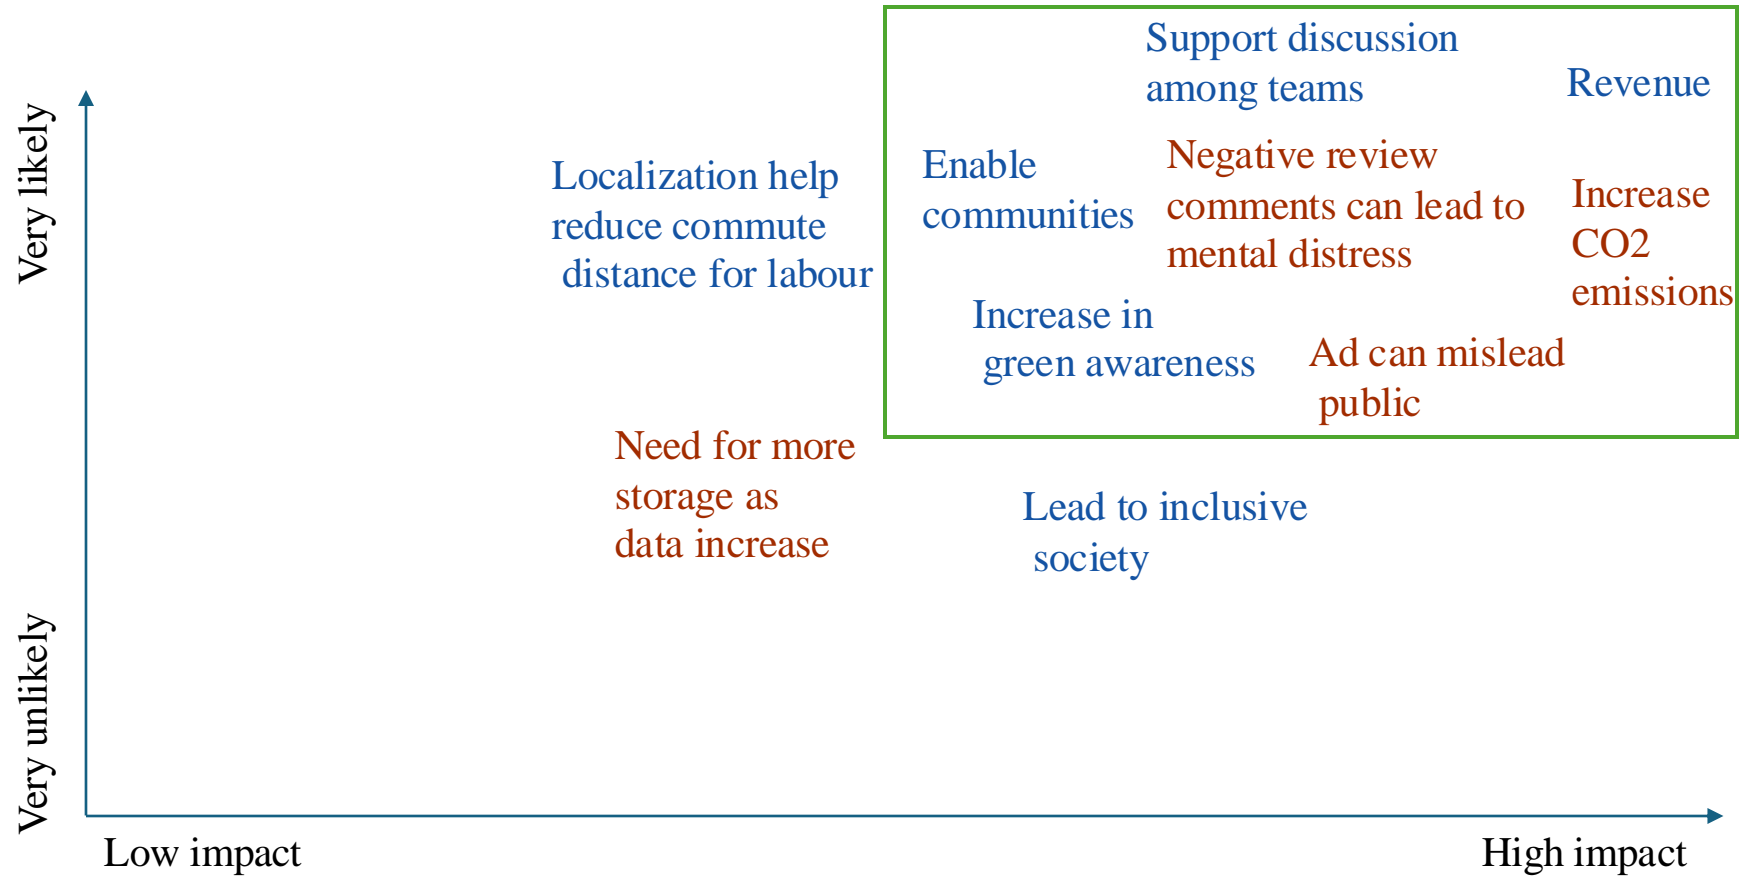 Support discussion
among teams
Revenue
Very likely
Localization help
reduce commute
distance for labour
Enable
communities
Negative review
comments can lead to
mental distress
Increase
CO2
emissions
Increase in
green awareness
Ad can mislead
public
Need for more
storage as
data increase
Lead to inclusive
society
Very unlikely
Low impact
High impact